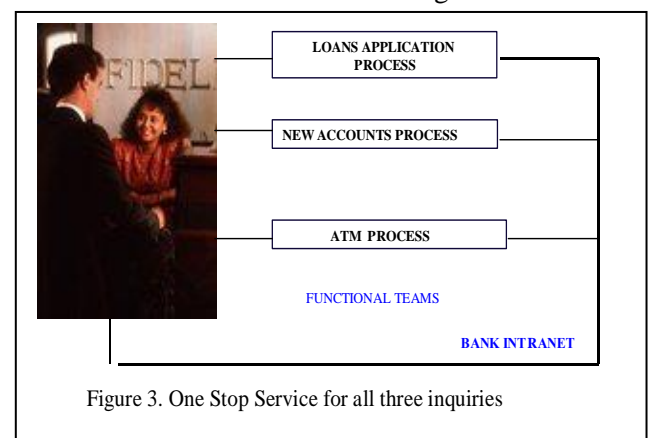 FIDEL
LOANS APPLICATION
PROCESS
NEW ACCOUNTS PROCESS
ATM PROCESS
FUNCTIONAL TEAMS
BANK INTRANET
Figure 3. One Stop Service for all three inquiries